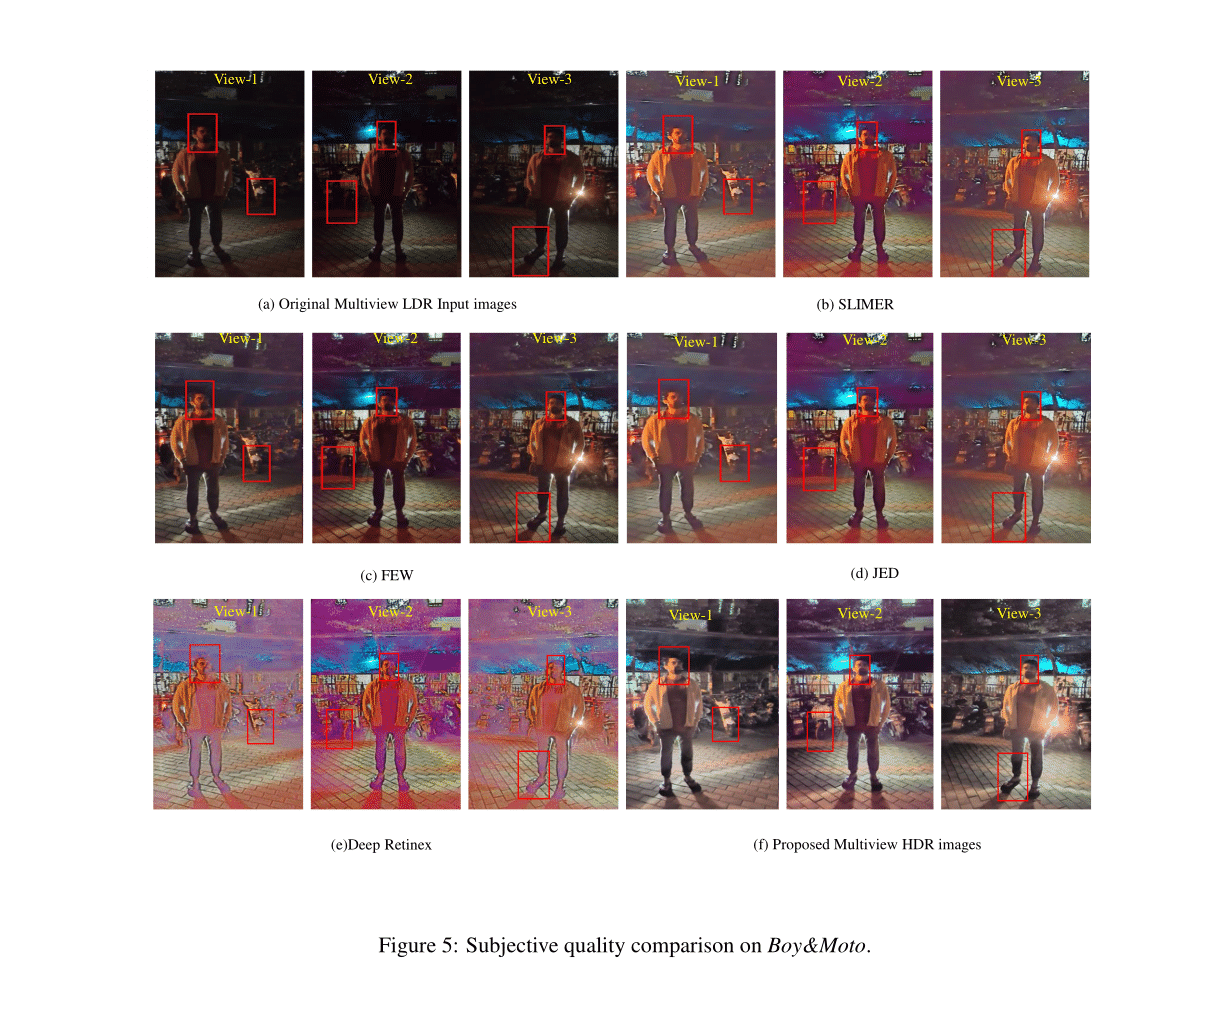 View-1 View-2 View-3 View-1 View-2 View-3
(a) Original Multiview LDR Input images (b) SLIMER
View-1 View-2 View-3 View-1 View-2 View-3
(c) FEW (d) JED
View-1 View-2 View-3 View-1 View-2 View-3
(e)Deep Retinex (f) Proposed Multiview HDR images
Figure 5: Subjective quality comparison on Boy&Moto.